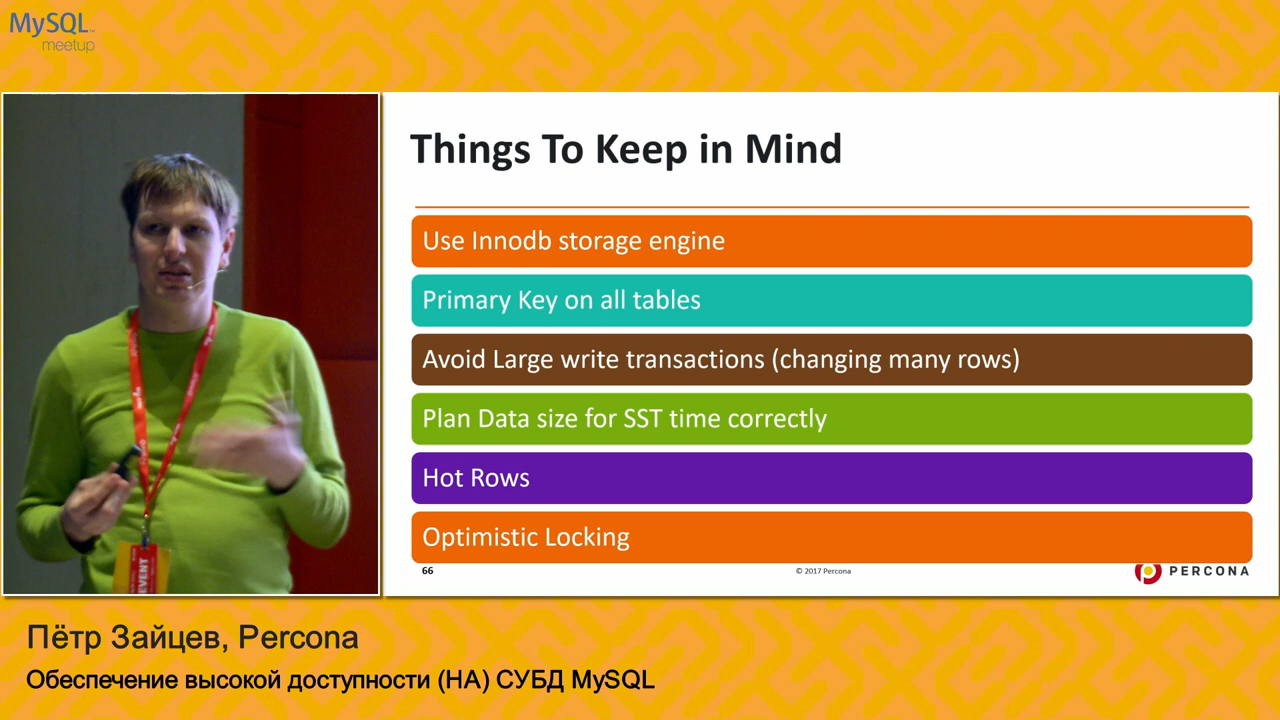 MySQL
meetup
Things To Keep in Mind
Use Innodb storage engine
Primary Key on all tables
Avoid Large write transactions (changing many rows)
Plan Data size for SST time correctly
Hot Rows
Optimistic Locking
66
© 2017 Percona
PERCONA
EVENT
Пётр Зайцев, Percona
Обеспечение высокой доступности (HA) СУБД MySQL